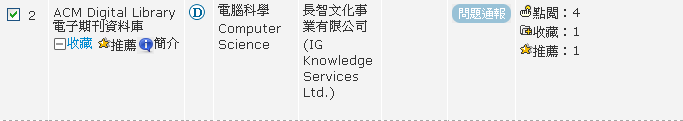 2
ACM Digital Library
電子期刊資料庫
收藏 推薦 簡介
D
電腦科學
Computer
Science
長智文化事
業有限公司
(IG
Knowledge
Services
Ltd.)
問題通報
點閱：4
收藏：1
推薦：1